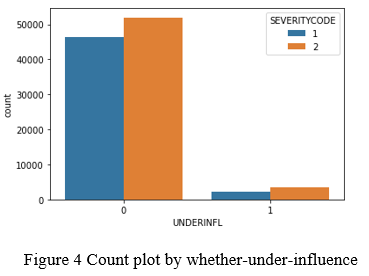 50000
40000
30000
20000
10000
0
count
SEVERITYCODE
1
2
0
1
UNDERINFL
Figure 4 Count plot by whether-under-influence